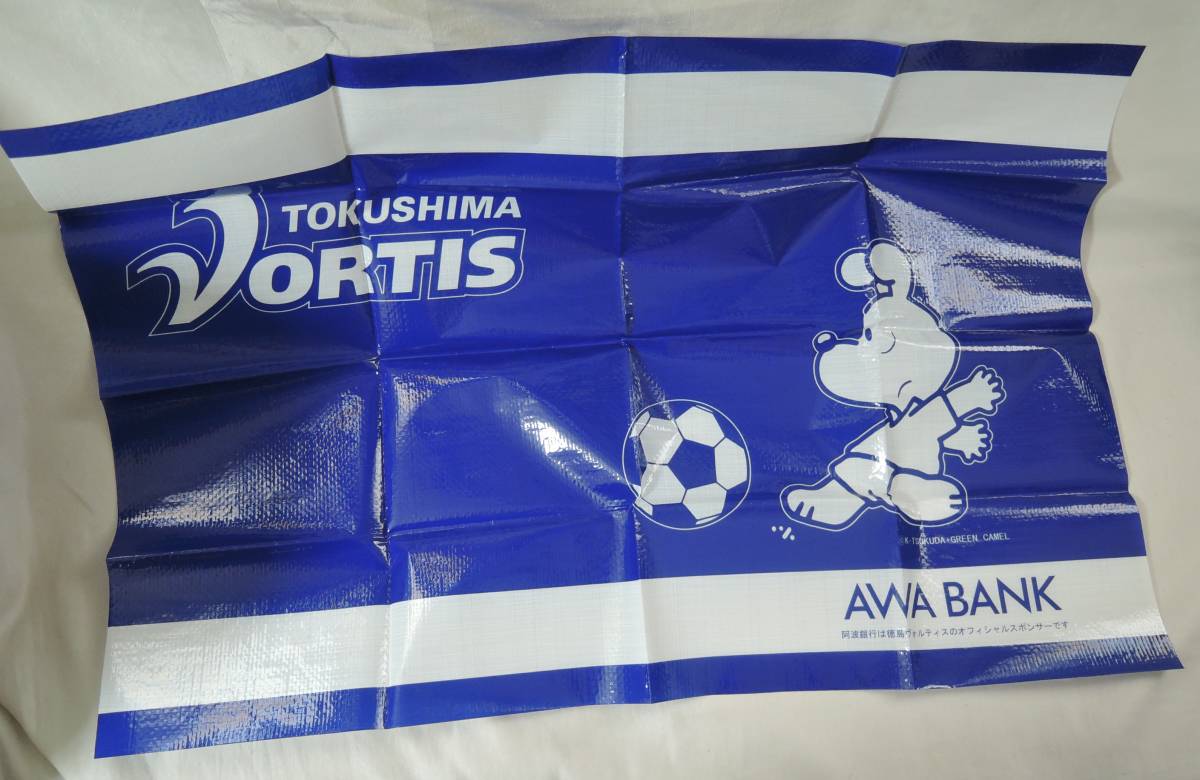 TOKUSHIMA
VORTIS
K·TSUKUDA★GREEN CAMEL
AWA BANK
阿波銀行は徳島ヴォルティスのオフィシャルスポンサーです